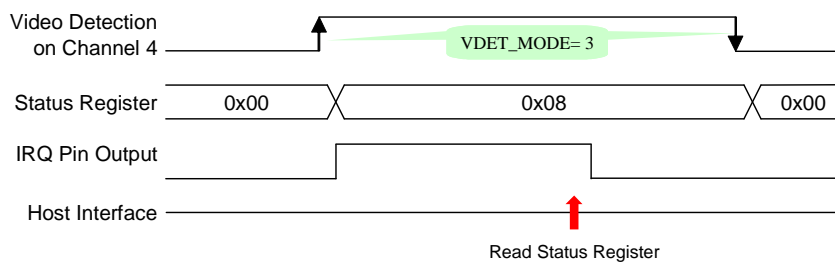 Video Detection
on Channel 4
VDET_MODE= 3
Status Register
0x00
0x08
0x00
IRQ Pin Output
Host Interface
Read Status Register